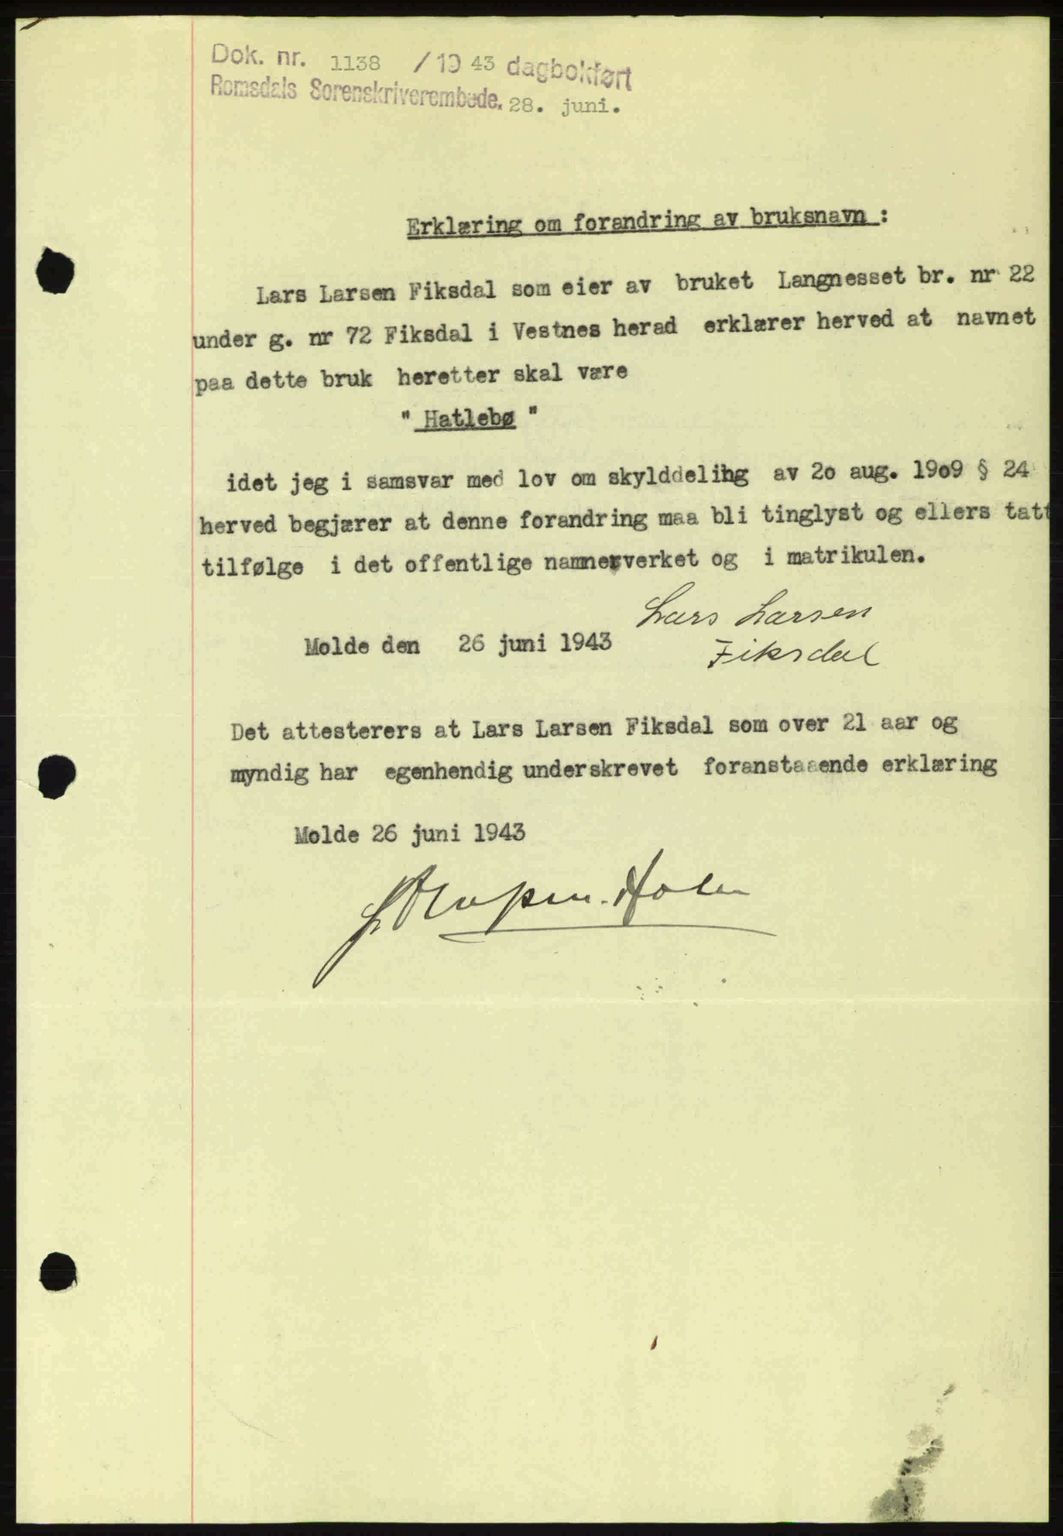 Dok. nr. 1138 /1943 dagbokført
Romsdals Sorenskriverembede. 28. juni.
Erklæring om forandring av bruksnavn :
Lars Larsen Fiksdal som eier av bruket Langnesset br. nr 22
under g. nr 72 Fiksdal i Vestnes herad erklærer herved at navnet
paa dette bruk heretter skal være
" Hatlebø "
idet jeg i samsvar med lov om skylddeling av 2o aug. 19o9 § 24
herved begjærer at denne forandring maa bli tinglyst og ellers tatt
tilfølge i det offentlige namneverket og i matrikulen.
Lars Larsen
Molde den 26 juni 1943
Fiksdal
Det attesterers at Lars Larsen Fiksdal som over 21 aar og
myndig har egenhendig underskrevet foranstaaende erklæring
Molde 26 juni 1943
Holm